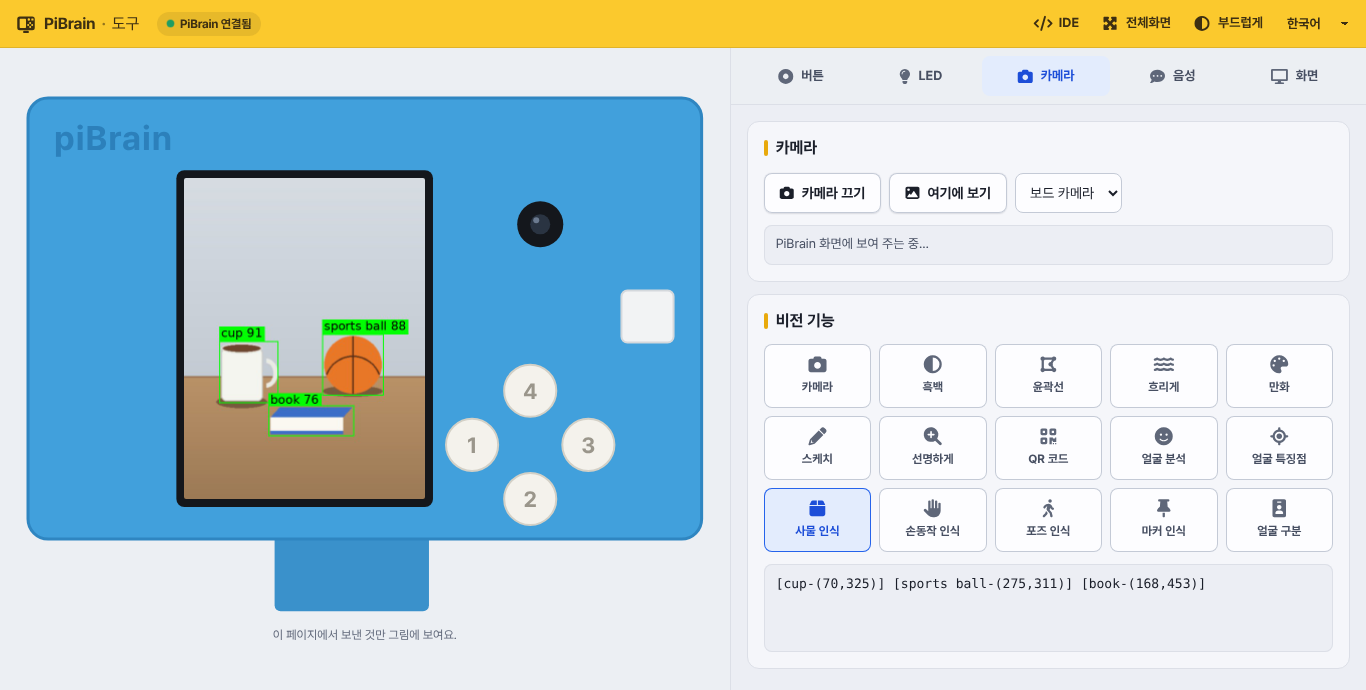 PiBrain · 도구
PiBrain 연결됨
IDE
전체화면
부드럽게
한국어
버튼
LED
카메라
음성
화면
piBrain
cup 91
sports ball 88
book 76
4
1
3
2
이 페이지에서 보낸 것만 그림에 보여요.
카메라
카메라 끄기
여기에 보기
보드 카메라
PiBrain 화면에 보여 주는 중...
비전 기능
카메라
흑백
윤곽선
흐리게
만화
스케치
선명하게
QR 코드
얼굴 분석
얼굴 특징점
사물 인식
손동작 인식
포즈 인식
마커 인식
얼굴 구분
[cup-(70,325)] [sports ball-(275,311)] [book-(168,453)]